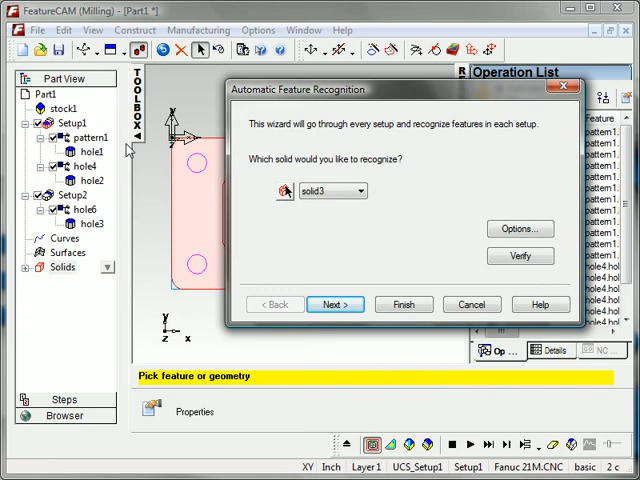 FeatureCAM (Milling) - [Part1 *]
File Edit View Construct Manufacturing Options Window Help
Part View
Part1
stock1
Setup1
pattern1
hole1
hole4
hole2
Setup2
hole6
hole3
Curves
Surfaces
Solids
Steps
Browser
TOOLBOX
y
z
y
z x
R
Operation List
Feature
pattern1.
pattern1.
pattern1.
pattern1.
pattern1.
pattern1.
pattern1.
pattern1.
pattern1.
hole4.hol
hole4.hol
hole4.hol
hole4.hol
hole4.hol
hole4.hol
Op ... Details NC ...
Automatic Feature Recognition
This wizard will go through every setup and recognize features in each setup.
Which solid would you like to recognize?
solid3
Options...
Verify
< Back Next > Finish Cancel Help
Pick feature or geometry
Properties
XY Inch Layer1 UCS_Setup1 Setup1 Fanuc 21M.CNC basic 2 c